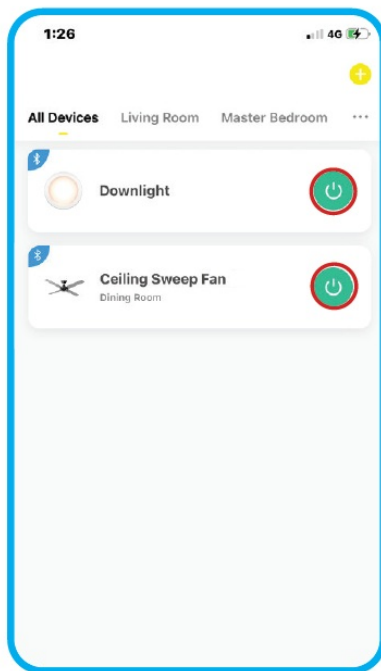 1:26 4G
All Devices Living Room Master Bedroom ...
Downlight
Ceiling Sweep Fan
Dining Room